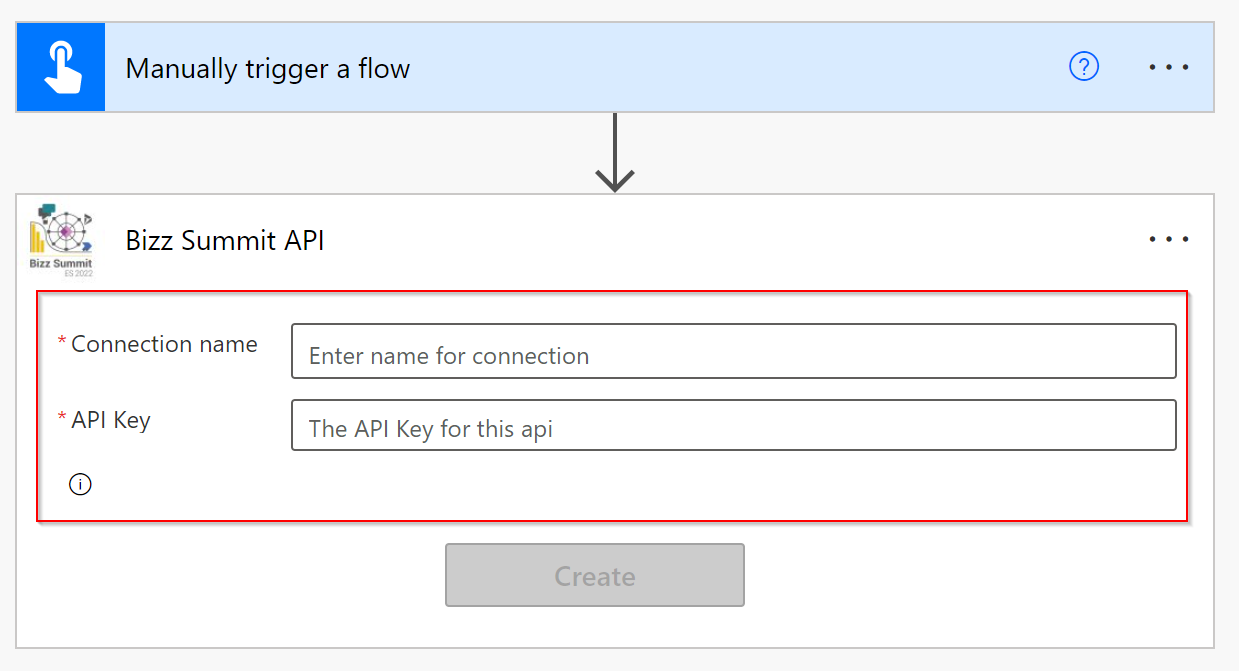 Manually trigger a flow
?
Bizz Summit
ES 2022
Bizz Summit API
* Connection name
Enter name for connection
* API Key
The API Key for this api
i
Create